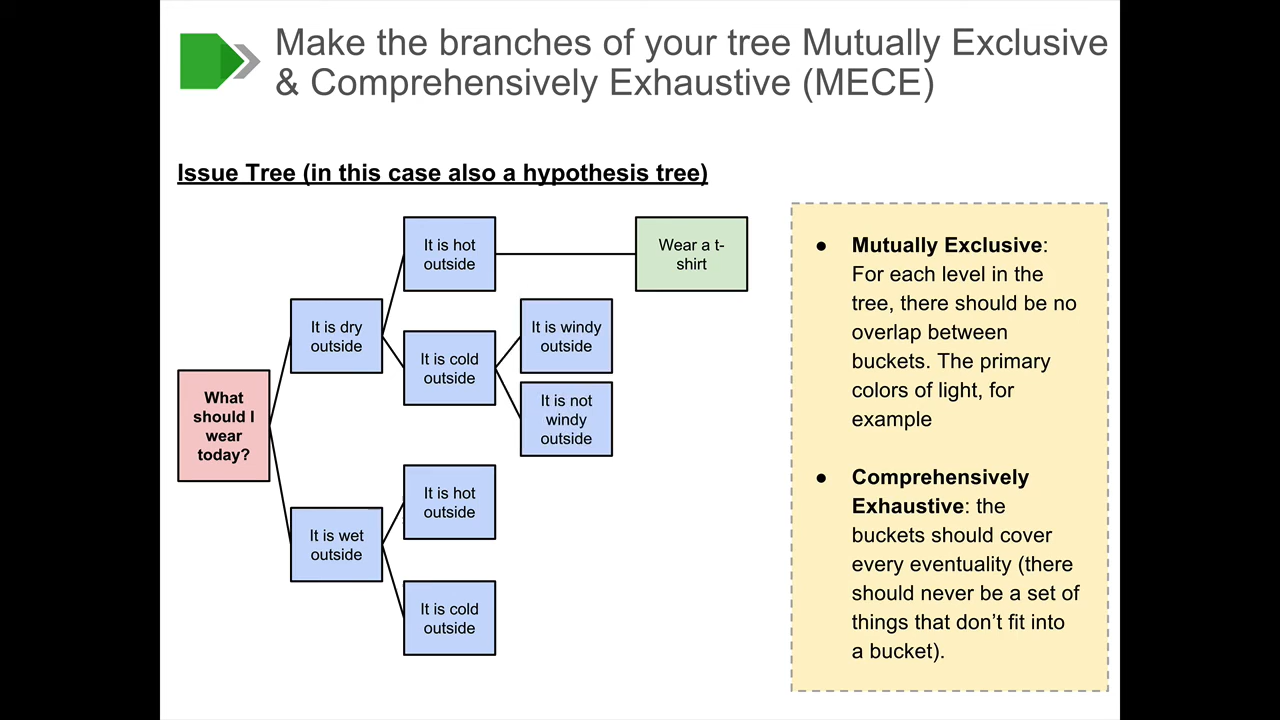 Make the branches of your tree Mutually Exclusive
& Comprehensively Exhaustive (MECE)
Issue Tree (in this case also a hypothesis tree)
It is hot
outside
Wear a t-
shirt
It is dry
outside
It is windy
outside
It is cold
outside
What
should I
wear
today?
It is not
windy
outside
It is hot
outside
It is wet
outside
It is cold
outside
● Mutually Exclusive:
For each level in the
tree, there should be no
overlap between
buckets. The primary
colors of light, for
example
● Comprehensively
Exhaustive: the
buckets should cover
every eventuality (there
should never be a set of
things that don’t fit into
a bucket).